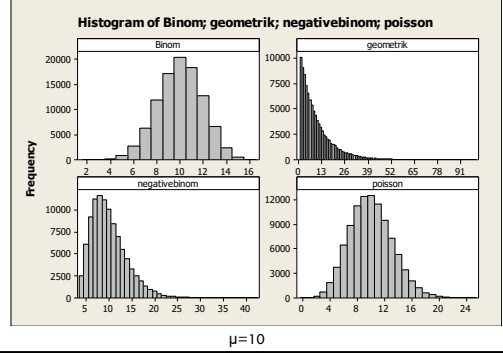 Histogram of Binom; geometrik; negativebinom; poisson
Frequency
Binom
20000
15000
10000
5000
0
2 4 6 8 10 12 14 16
geometrik
10000
7500
5000
2500
0
0 13 26 39 52 65 78 91
negativebinom
10000
7500
5000
2500
0
5 10 15 20 25 30 35 40
poisson
12000
9000
6000
3000
0
0 4 8 12 16 20 24
μ=10